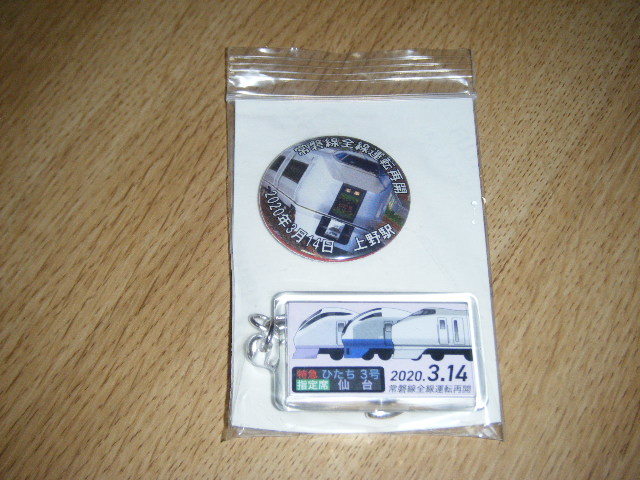 常磐線全線運転再開
2020年3月14日 上野駅
特急 ひたち 3号
指定席 仙台
2020.3.14
常磐線全線運転再開